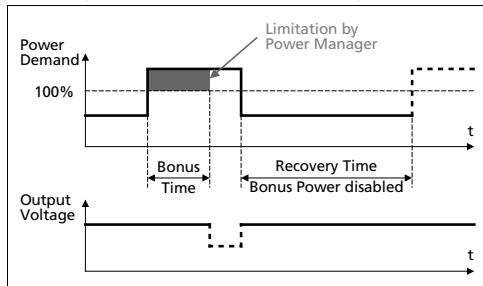 Power
Demand
Limitation by
Power Manager
100%
t
Bonus
Time
Recovery Time
Bonus Power disabled
Output
Voltage
t